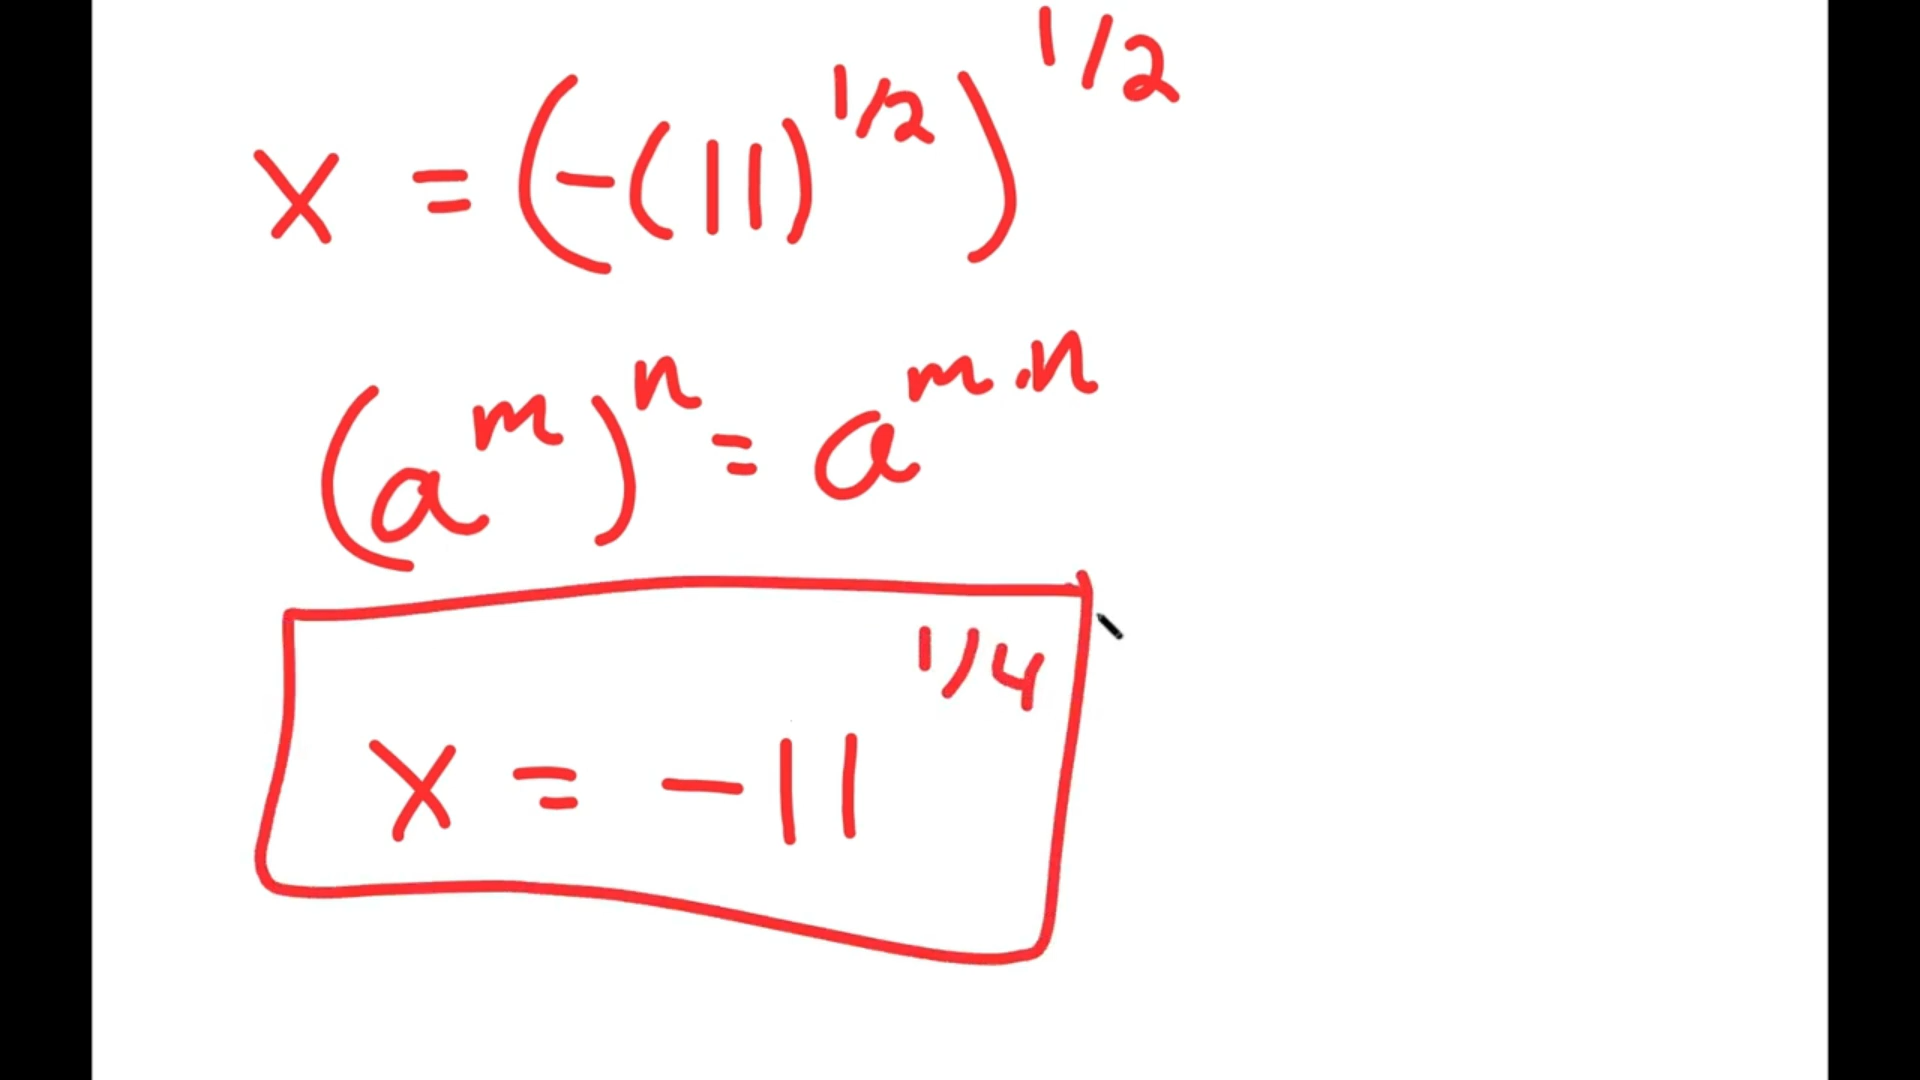 x = (-(11)^1/2)^1/2
(a^m)^n = a^m·n
x = -11^1/4